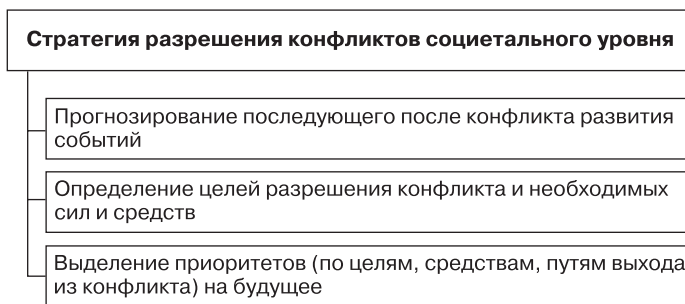 Стратегия разрешения конфликтов социетального уровня
Прогнозирование последующего после конфликта развития
событий
Определение целей разрешения конфликта и необходимых
сил и средств
Выделение приоритетов (по целям, средствам, путям выхода
из конфликта) на будущее